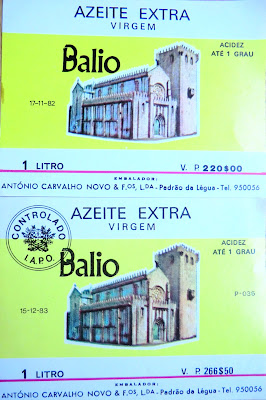 AZEITE EXTRA
VIRGEM
ACIDEZ
ATÉ 1 GRAU
Balio
17-11-82
1 LITRO
V. P. 220$00
EMBALADOR:
ANTÓNIO CARVALHO NOVO & F.OS, L.DA - Padrão da Légua - Tel. 950056
AZEITE EXTRA
VIRGEM
CONTROLADO
I.A.P.O.
ACIDEZ
ATÉ 1 GRAU
Balio
15-12-83
P-035
1 LITRO
V. P. 266$50
EMBALADOR:
ANTÓNIO CARVALHO NOVO & F.OS, L.DA - Padrão da Légua - Tel. 950056